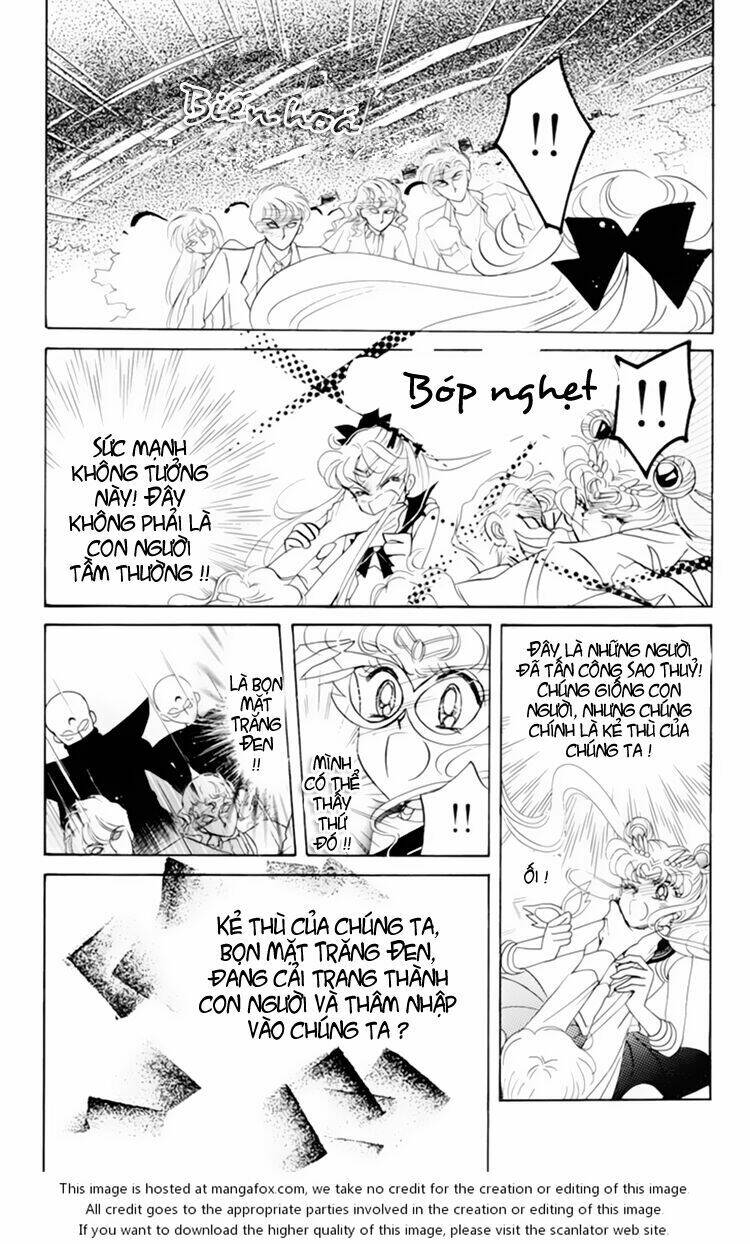 Biến hoá!
!!
Bóp nghẹt
!!
SỨC MẠNH
KHÔNG TƯỞNG
NÀY! ĐÂY
KHÔNG PHẢI LÀ
CON NGƯỜI
TẦM THƯỜNG !!
ĐÂY LÀ NHỮNG NGƯỜI
ĐÃ TẤN CÔNG SAO THUỶ!
CHÚNG GIỐNG CON
NGƯỜI, NHƯNG CHÚNG
CHÍNH LÀ KẺ THÙ CỦA
CHÚNG TA !
ỐI !
!!
MÌNH
CÓ THỂ
THẤY
THỨ
ĐÓ !!
LÀ BỌN
MẶT
TRĂNG
ĐEN
!!
KẺ THÙ CỦA CHÚNG TA,
BỌN MẶT TRĂNG ĐEN,
ĐANG CẢI TRANG THÀNH
CON NGƯỜI VÀ THÂM NHẬP
VÀO CHÚNG TA ?
This image is hosted at mangafox.com, we take no credit for the creation or editing of this image.
All credit goes to the appropriate parties involved in the creation or editing of this image.
If you want to download the higher quality of this image, please visit the scanlator web site.